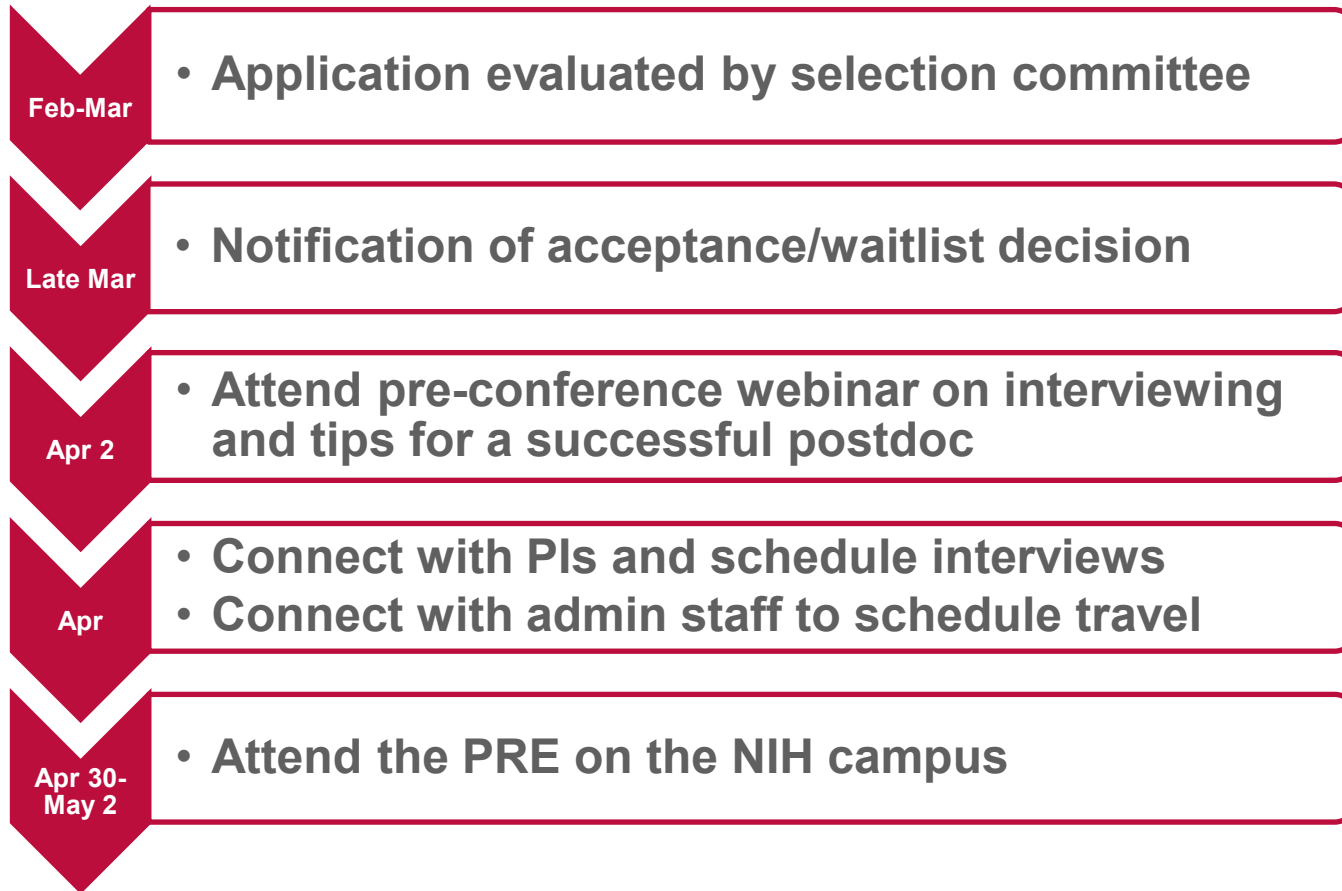 Feb-Mar
• Application evaluated by selection committee
Late Mar
• Notification of acceptance/waitlist decision
Apr 2
• Attend pre-conference webinar on interviewing
and tips for a successful postdoc
Apr
• Connect with PIs and schedule interviews
• Connect with admin staff to schedule travel
Apr 30-
May 2
• Attend the PRE on the NIH campus